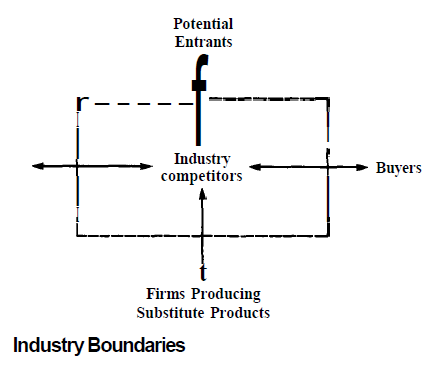 Potential
Entrants
f
r
Industry
competitors
Buyers
t
Firms Producing
Substitute Products
Industry Boundaries